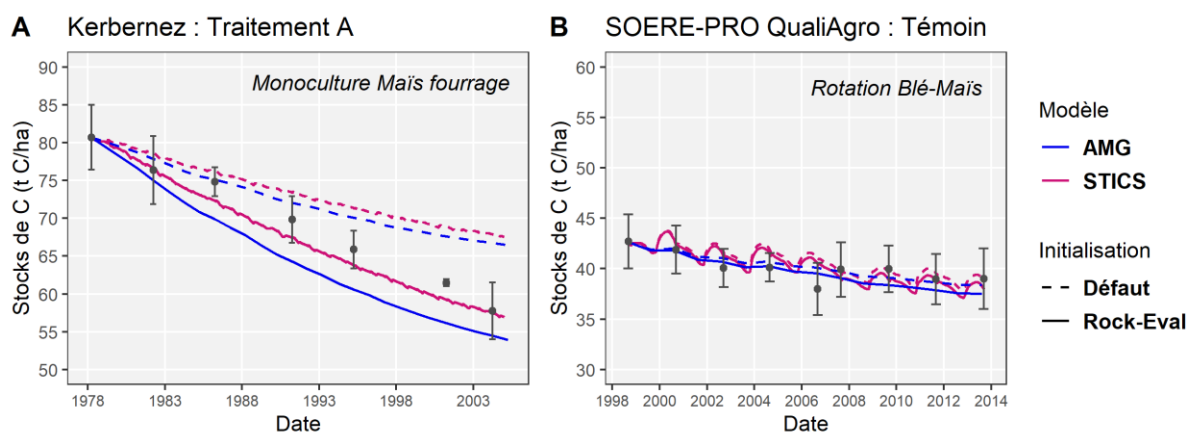 A Kerbernez : Traitement A
Monoculture Maïs fourrage
Stocks de C (t C/ha)
90
85
80
75
70
65
60
55
50
1978 1983 1988 1993 1998 2003
Date
B SOERE-PRO QualiAgro : Témoin
Rotation Blé-Maïs
Stocks de C (t C/ha)
60
55
50
45
40
35
30
1998 2000 2002 2004 2006 2008 2010 2012 2014
Date
Modèle
AMG
STICS
Initialisation
Défaut
Rock-Eval